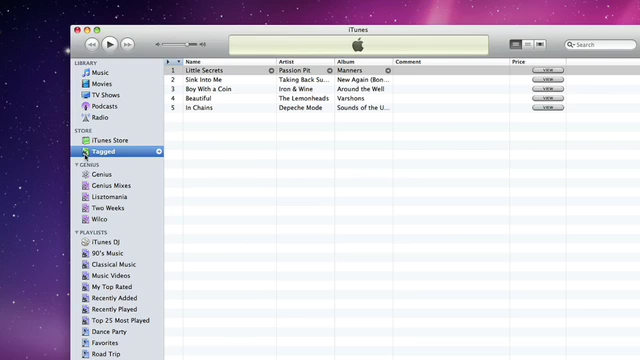 iTunes
Search
LIBRARY
Music
Movies
TV Shows
Podcasts
Radio
STORE
iTunes Store
Tagged
GENIUS
Genius
Genius Mixes
Lisztomania
Two Weeks
Wilco
PLAYLISTS
iTunes DJ
90's Music
Classical Music
Music Videos
My Top Rated
Recently Added
Recently Played
Top 25 Most Played
Dance Party
Favorites
Road Trip
Name Artist Album Comment Price
1 Little Secrets Passion Pit Manners VIEW
2 Sink Into Me Taking Back Su... New Again (Bon... VIEW
3 Boy With a Coin Iron & Wine Around the Well VIEW
4 Beautiful The Lemonheads Varshons VIEW
5 In Chains Depeche Mode Sounds of the U... VIEW